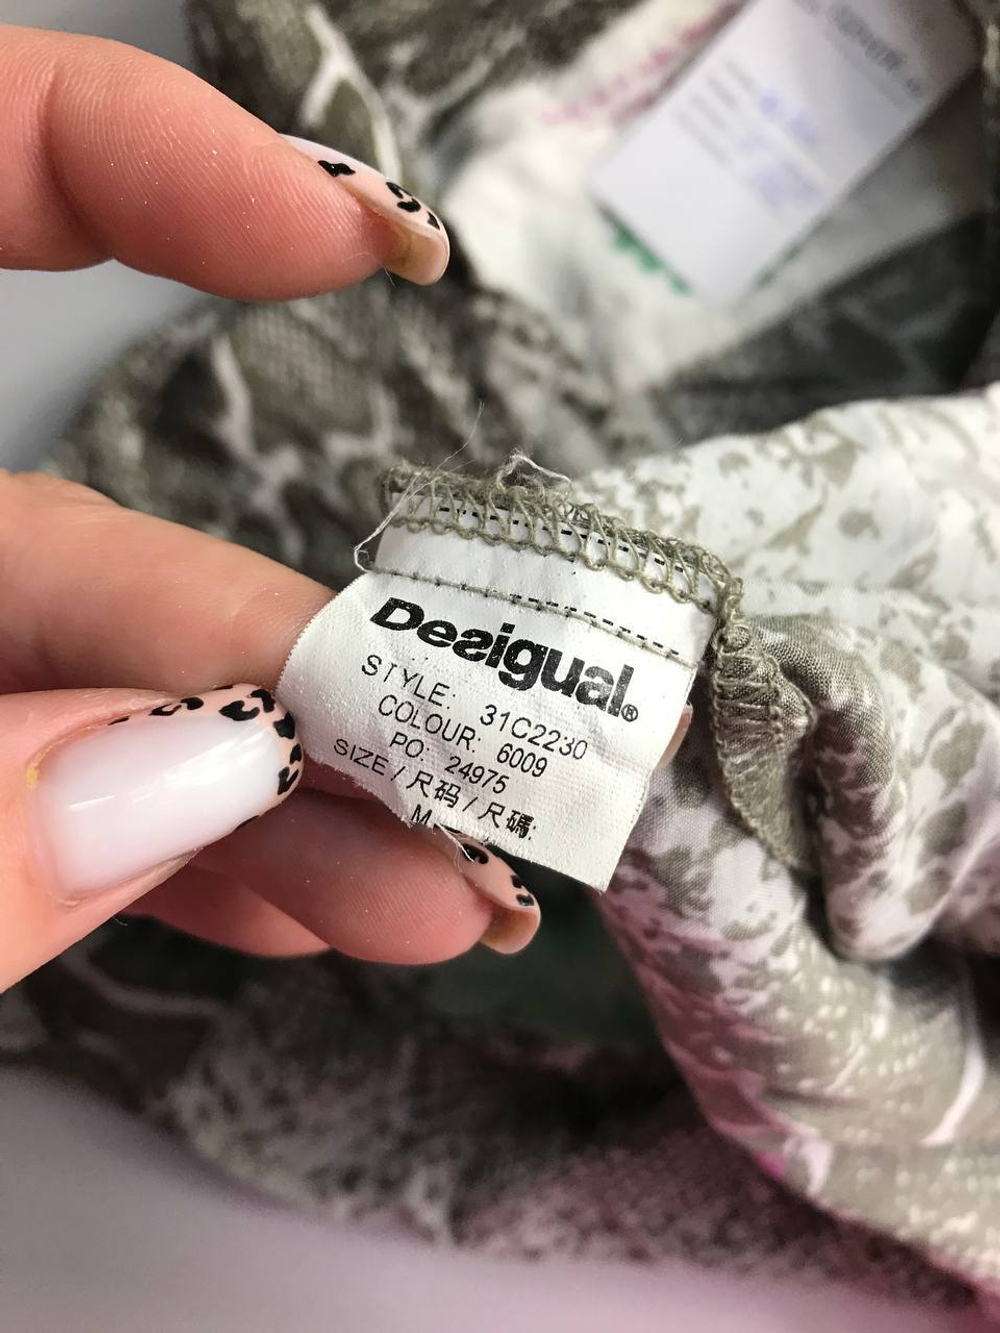 Desigual®
STYLE: 31C2230
COLOUR: 6009
PO: 24975
SIZE / 尺码 / 尺碼:
M